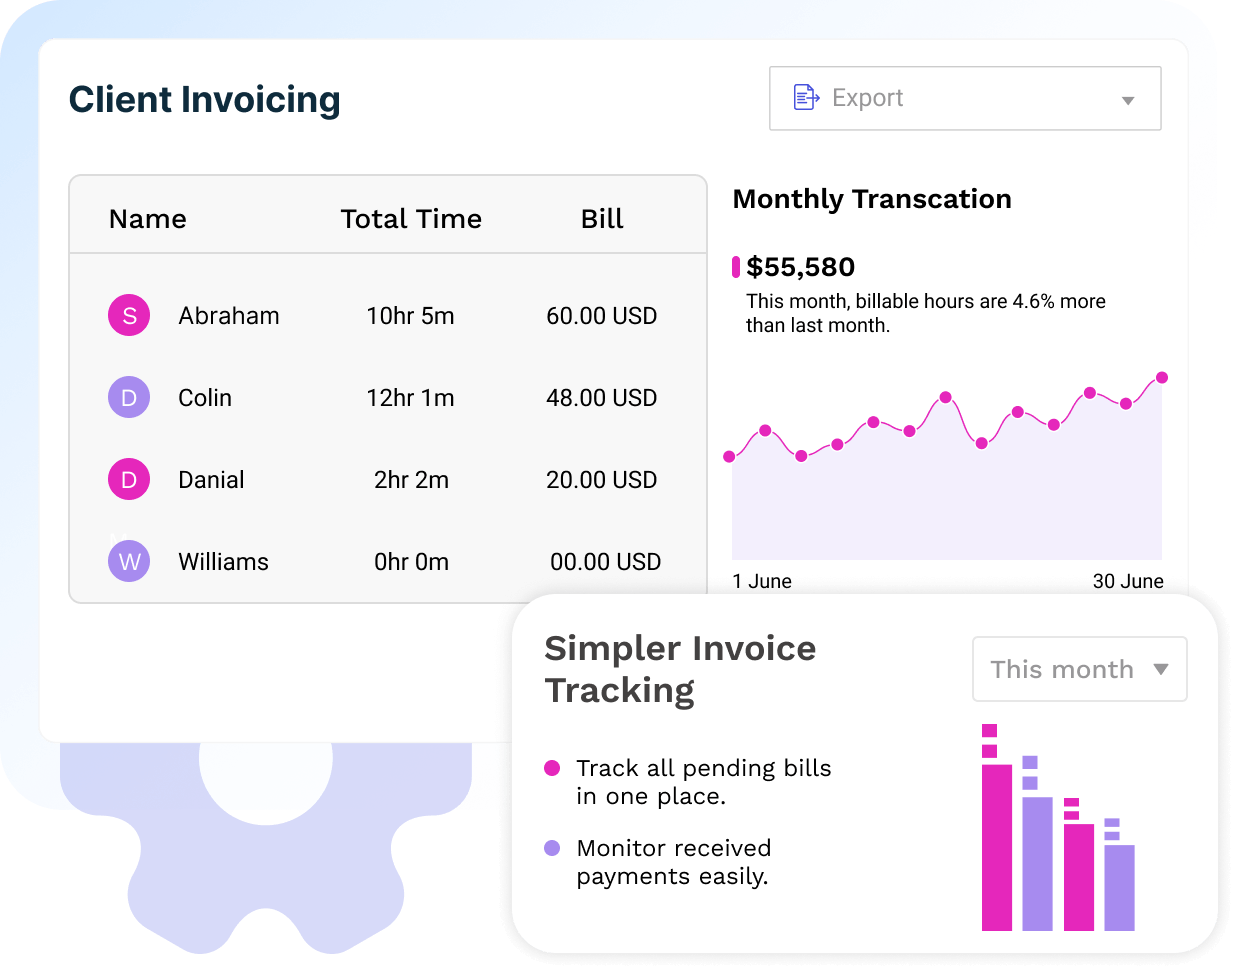 Client Invoicing
Export
Name Total Time Bill
S Abraham 10hr 5m 60.00 USD
D Colin 12hr 1m 48.00 USD
D Danial 2hr 2m 20.00 USD
W Williams 0hr 0m 00.00 USD
Monthly Transcation
$55,580
This month, billable hours are 4.6% more
than last month.
1 June 30 June
Simpler Invoice
Tracking
This month
Track all pending bills
in one place.
Monitor received
payments easily.